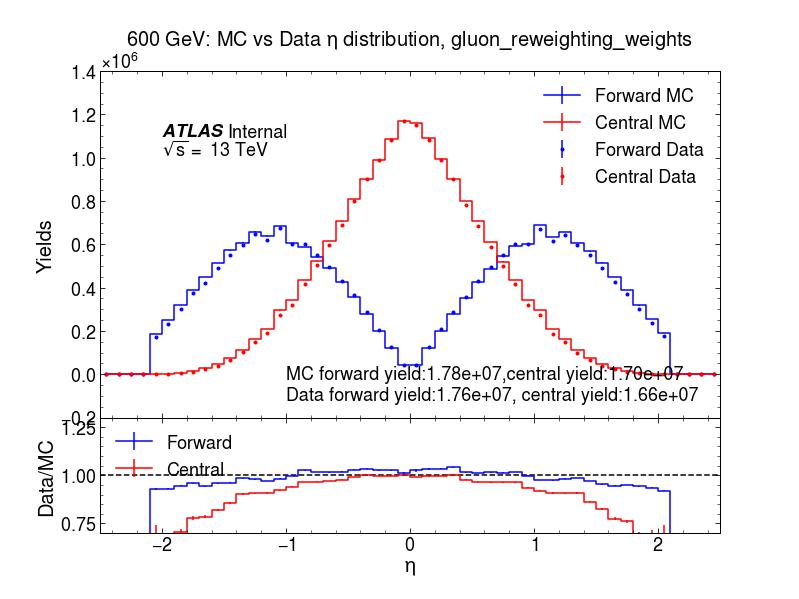 600 GeV: MC vs Data η distribution, gluon_reweighting_weights
×10⁶
1.4
1.2
1.0
0.8
0.6
0.4
0.2
0.0
0.2
Yields
ATLAS Internal
√s = 13 TeV
Forward MC
Central MC
Forward Data
Central Data
MC forward yield:1.78e+07,central yield:1.70e+07
Data forward yield:1.76e+07, central yield:1.66e+07
1.25
1.00
0.75
Data/MC
Forward
Central
−2 −1 0 1 2
η